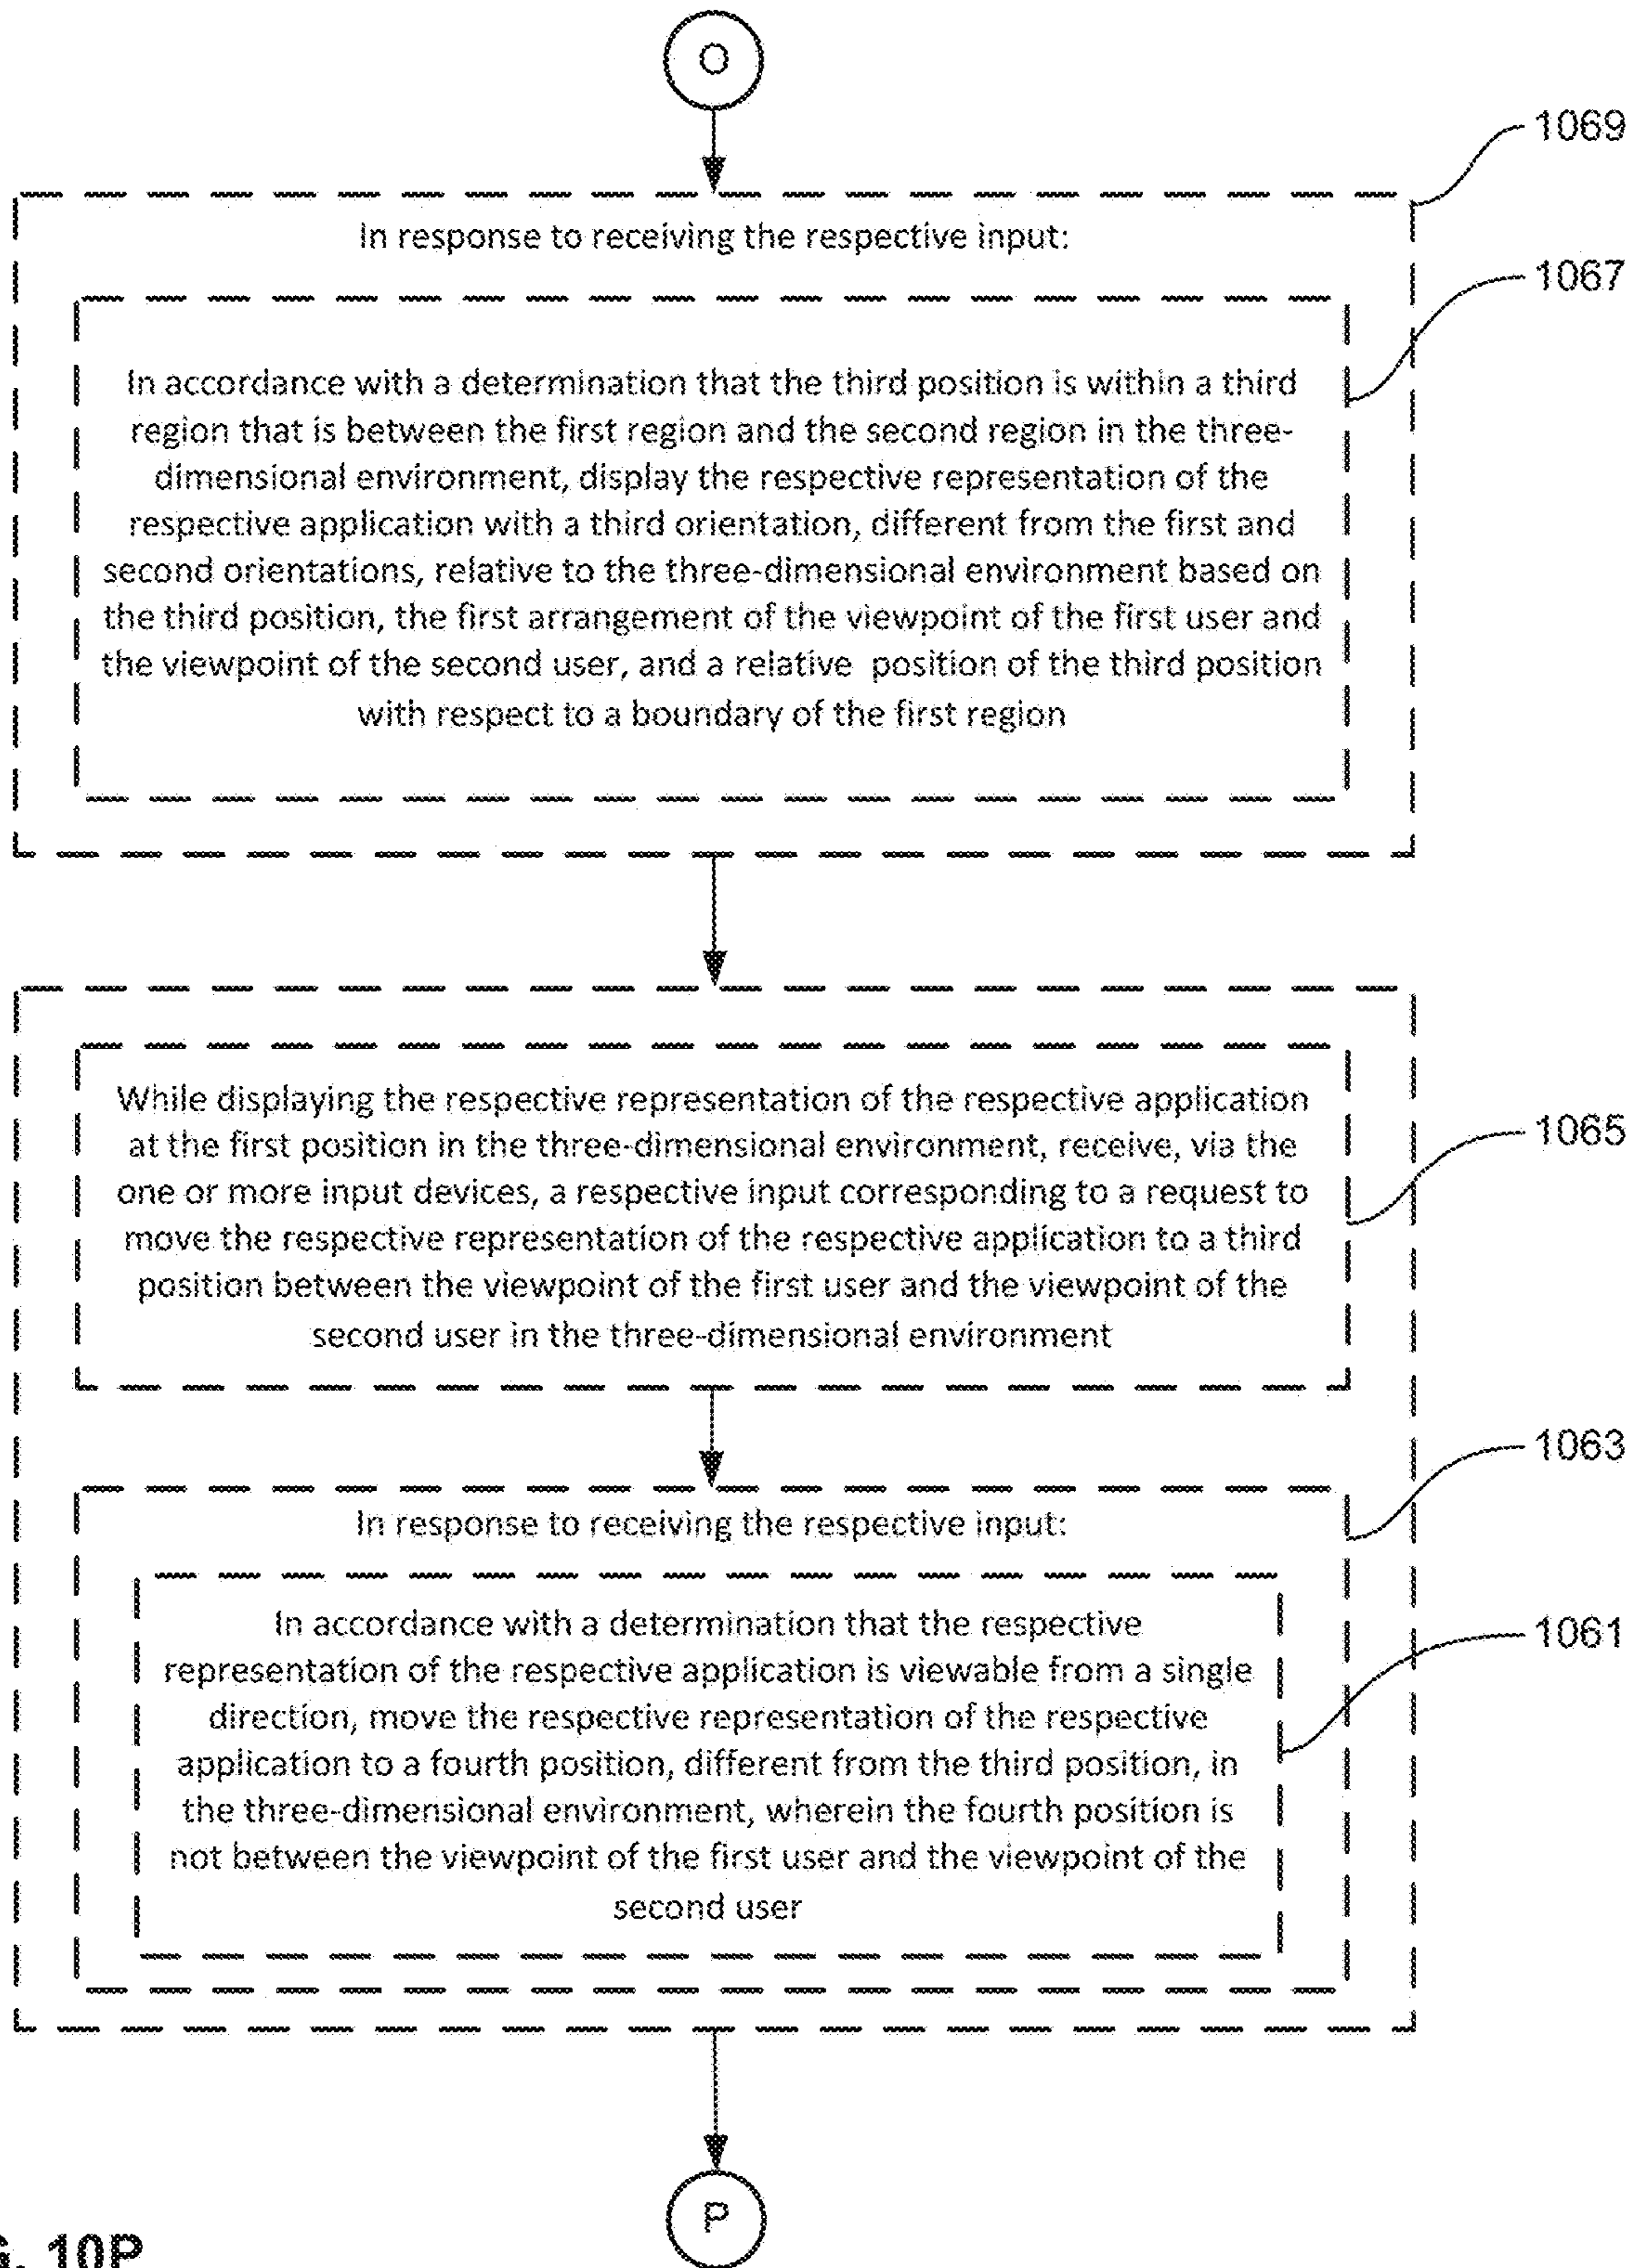 O
1069
In response to receiving the respective input:
1067
In accordance with a determination that the third position is within a third
region that is between the first region and the second region in the three-
dimensional environment, display the respective representation of the
respective application with a third orientation, different from the first and
second orientations, relative to the three-dimensional environment based on
the third position, the first arrangement of the viewpoint of the first user and
the viewpoint of the second user, and a relative position of the third position
with respect to a boundary of the first region
While displaying the respective representation of the respective application
at the first position in the three-dimensional environment, receive, via the
one or more input devices, a respective input corresponding to a request to
move the respective representation of the respective application to a third
position between the viewpoint of the first user and the viewpoint of the
second user in the three-dimensional environment
1065
1063
In response to receiving the respective input:
In accordance with a determination that the respective
representation of the respective application is viewable from a single
direction, move the respective representation of the respective
application to a fourth position, different from the third position, in
the three-dimensional environment, wherein the fourth position is
not between the viewpoint of the first user and the viewpoint of the
second user
1061
P
G. 10P